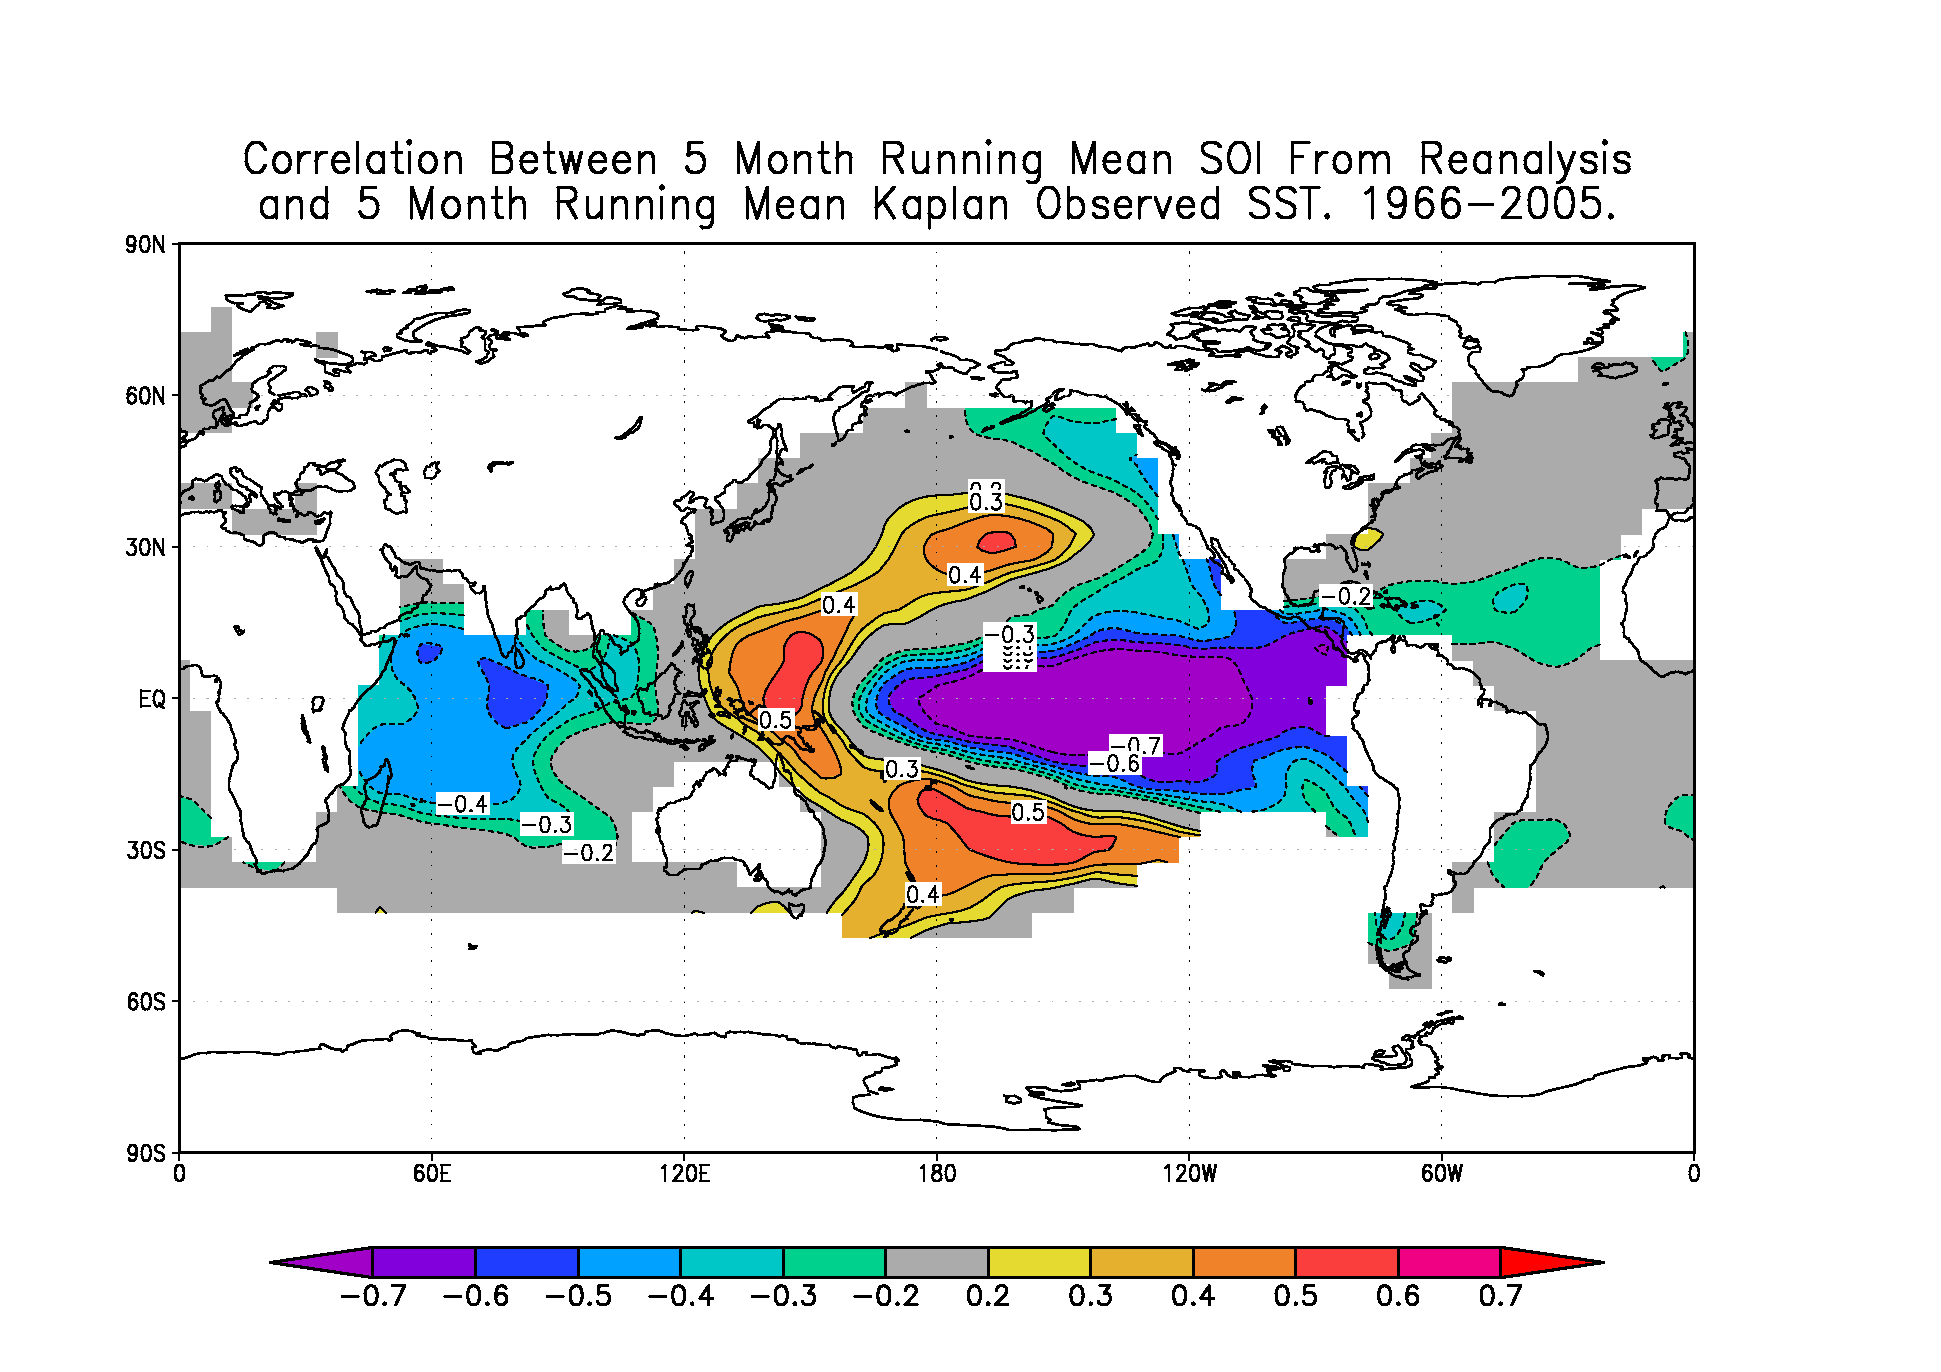 Correlation Between 5 Month Running Mean SOI From Reanalysis
and 5 Month Running Mean Kaplan Observed SST. 1966-2005.
90N
60N
30N
EQ
30S
60S
90S
0.3
0.4
0.4
-0.2
-0.3
0.5
-0.7
-0.6
0.3
-0.4
0.5
-0.3
-0.2
0.4
0 60E 120E 180 120W 60W 0
-0.7 -0.6 -0.5 -0.4 -0.3 -0.2 0.2 0.3 0.4 0.5 0.6 0.7